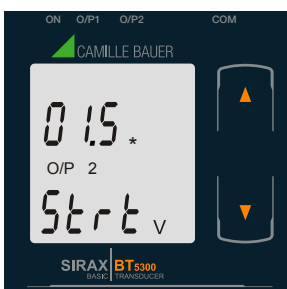 ON O/P1 O/P2 COM
CAMILLE BAUER
01.5 *
O/P 2
Strt V
SIRAX BT5300
BASIC TRANSDUCER